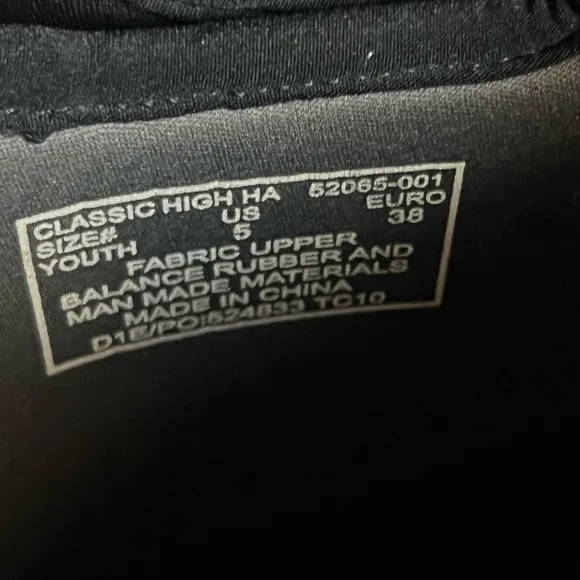 CLASSIC HIGH HA 52065-001
SIZE# US EURO
YOUTH 5 38
FABRIC UPPER
BALANCE RUBBER AND
MAN MADE MATERIALS
MADE IN CHINA
D1E/PO:524833 TC10